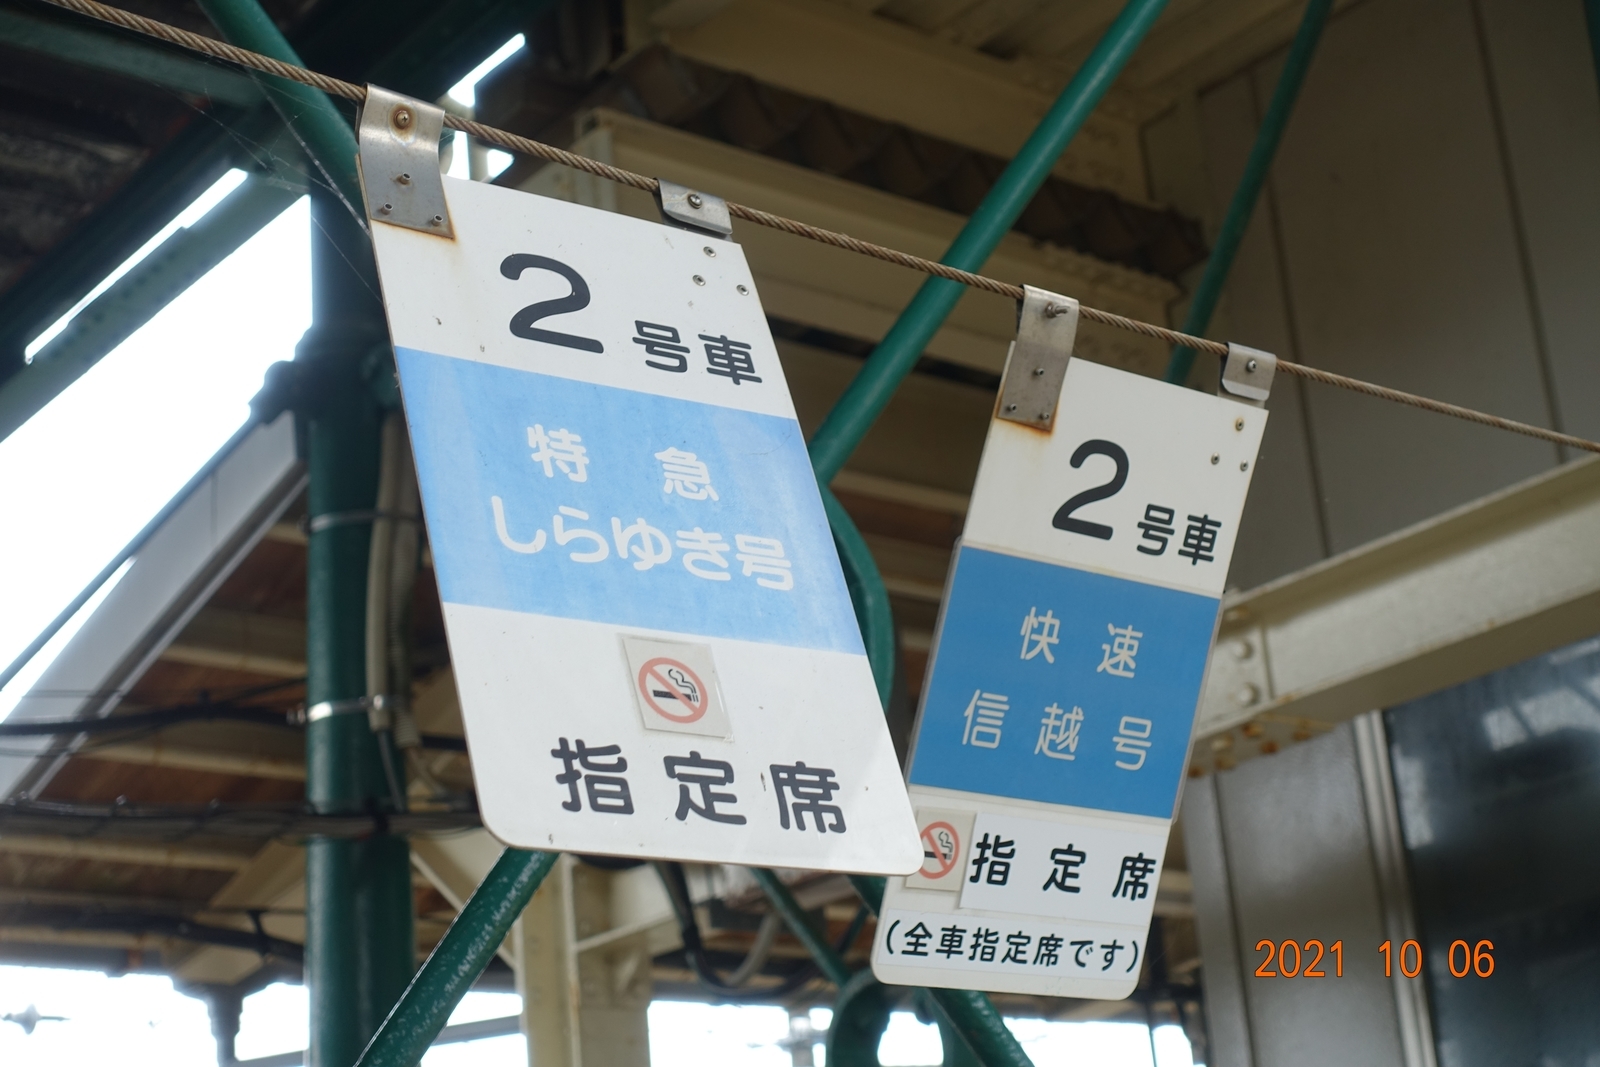 2号車
特急
しらゆき号
指定席
2号車
快速
信越号
指定席
(全車指定席です)
2021 10 06